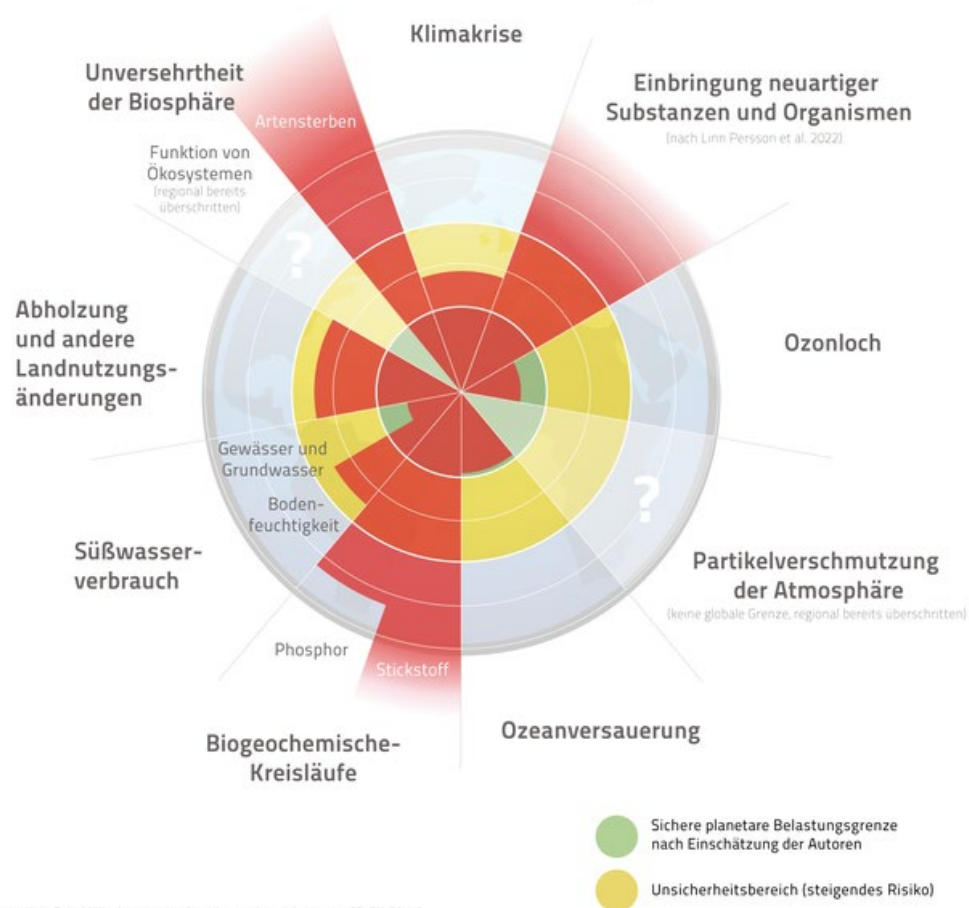 Klimakrise
Unversehrtheit
der Biosphäre
Artensterben
Funktion von
Ökosystemen
(regional bereits
überschritten)
Einbringung neuartiger
Substanzen und Organismen
(nach Linn Persson et al. 2022)
?
Abholzung
und andere
Landnutzungs-
änderungen
Ozonloch
Gewässer und
Grundwasser
Boden-
feuchtigkeit
?
Süßwasser-
verbrauch
Partikelverschmutzung
der Atmosphäre
(keine globale Grenze, regional bereits überschritten)
Phosphor
Stickstoff
Biogeochemische-
Kreisläufe
Ozeanversauerung
Sichere planetare Belastungsgrenze
nach Einschätzung der Autoren
Unsicherheitsbereich (steigendes Risiko)